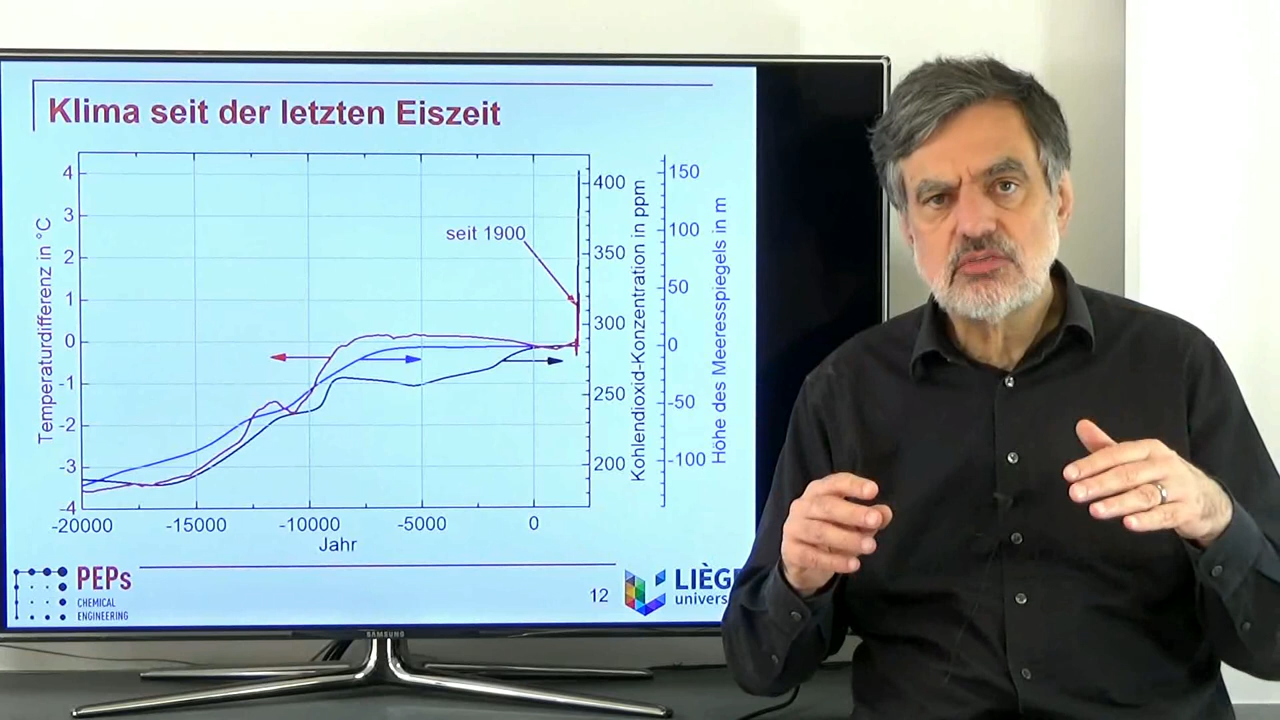 Klima seit der letzten Eiszeit
Temperaturdifferenz in °C
4
3
2
1
0
-1
-2
-3
-4
seit 1900
400
350
300
250
200
Kohlendioxid-Konzentration in ppm
150
100
50
0
-50
-100
Höhe des Meeresspiegels in m
-20000 -15000 -10000 -5000 0
Jahr
PEPs
CHEMICAL
ENGINEERING
12
LIÈG
univers
SAMSUNG